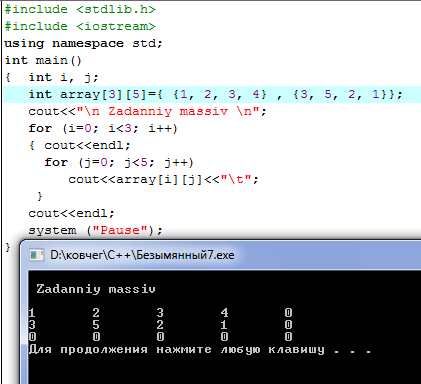 #include <stdlib.h>
#include <iostream>
using namespace std;
int main()
{  int i, j;
int array[3][5]={ {1, 2, 3, 4} , {3, 5, 2, 1}};
cout<<"\n Zadanniy massiv \n";
for (i=0; i<3; i++)
{ cout<<endl;
for (j=0; j<5; j++)
cout<<array[i][j]<<"\t";
}
cout<<endl;
system ("Pause");
}
D:\ковчег\C++\Безымянный7.exe
Zadanniy massiv
1 2 3 4 0
3 5 2 1 0
0 0 0 0 0
Для продолжения нажмите любую клавишу . . .